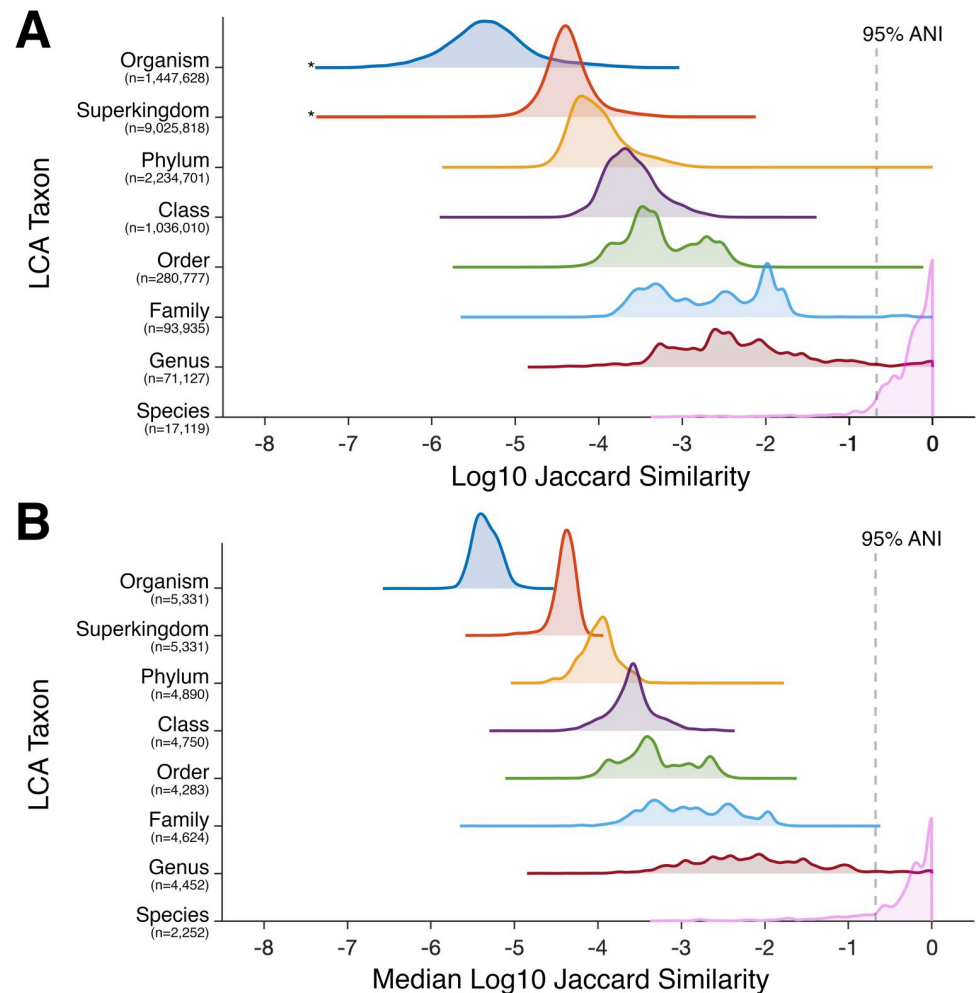 A
95% ANI
Organism
(n=1,447,628)
*
Superkingdom
(n=9,025,818)
*
Phylum
(n=2,234,701)
Class
(n=1,036,010)
Order
(n=280,777)
Family
(n=93,935)
Genus
(n=71,127)
Species
(n=17,119)
LCA Taxon
-8 -7 -6 -5 -4 -3 -2 -1 0
Log10 Jaccard Similarity
B
95% ANI
Organism
(n=5,331)
Superkingdom
(n=5,331)
Phylum
(n=4,890)
Class
(n=4,750)
Order
(n=4,283)
Family
(n=4,624)
Genus
(n=4,452)
Species
(n=2,252)
LCA Taxon
-8 -7 -6 -5 -4 -3 -2 -1 0
Median Log10 Jaccard Similarity